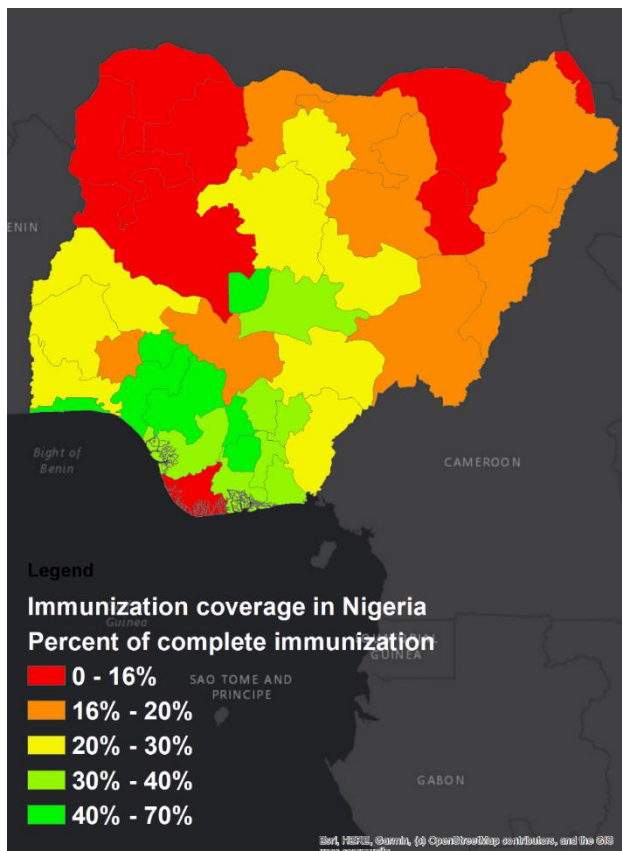 ENIN
Bight of
Benin
CAMEROON
Legend
Immunization coverage in Nigeria
Guinea
Percent of complete immunization
GUINEA
0 - 16%
SAO TOME AND
PRINCIPE
16% - 20%
20% - 30%
30% - 40%
GABON
40% - 70%
Esri, HERE, Garmin, (c) OpenStreetMap contributors, and the GIS
user community